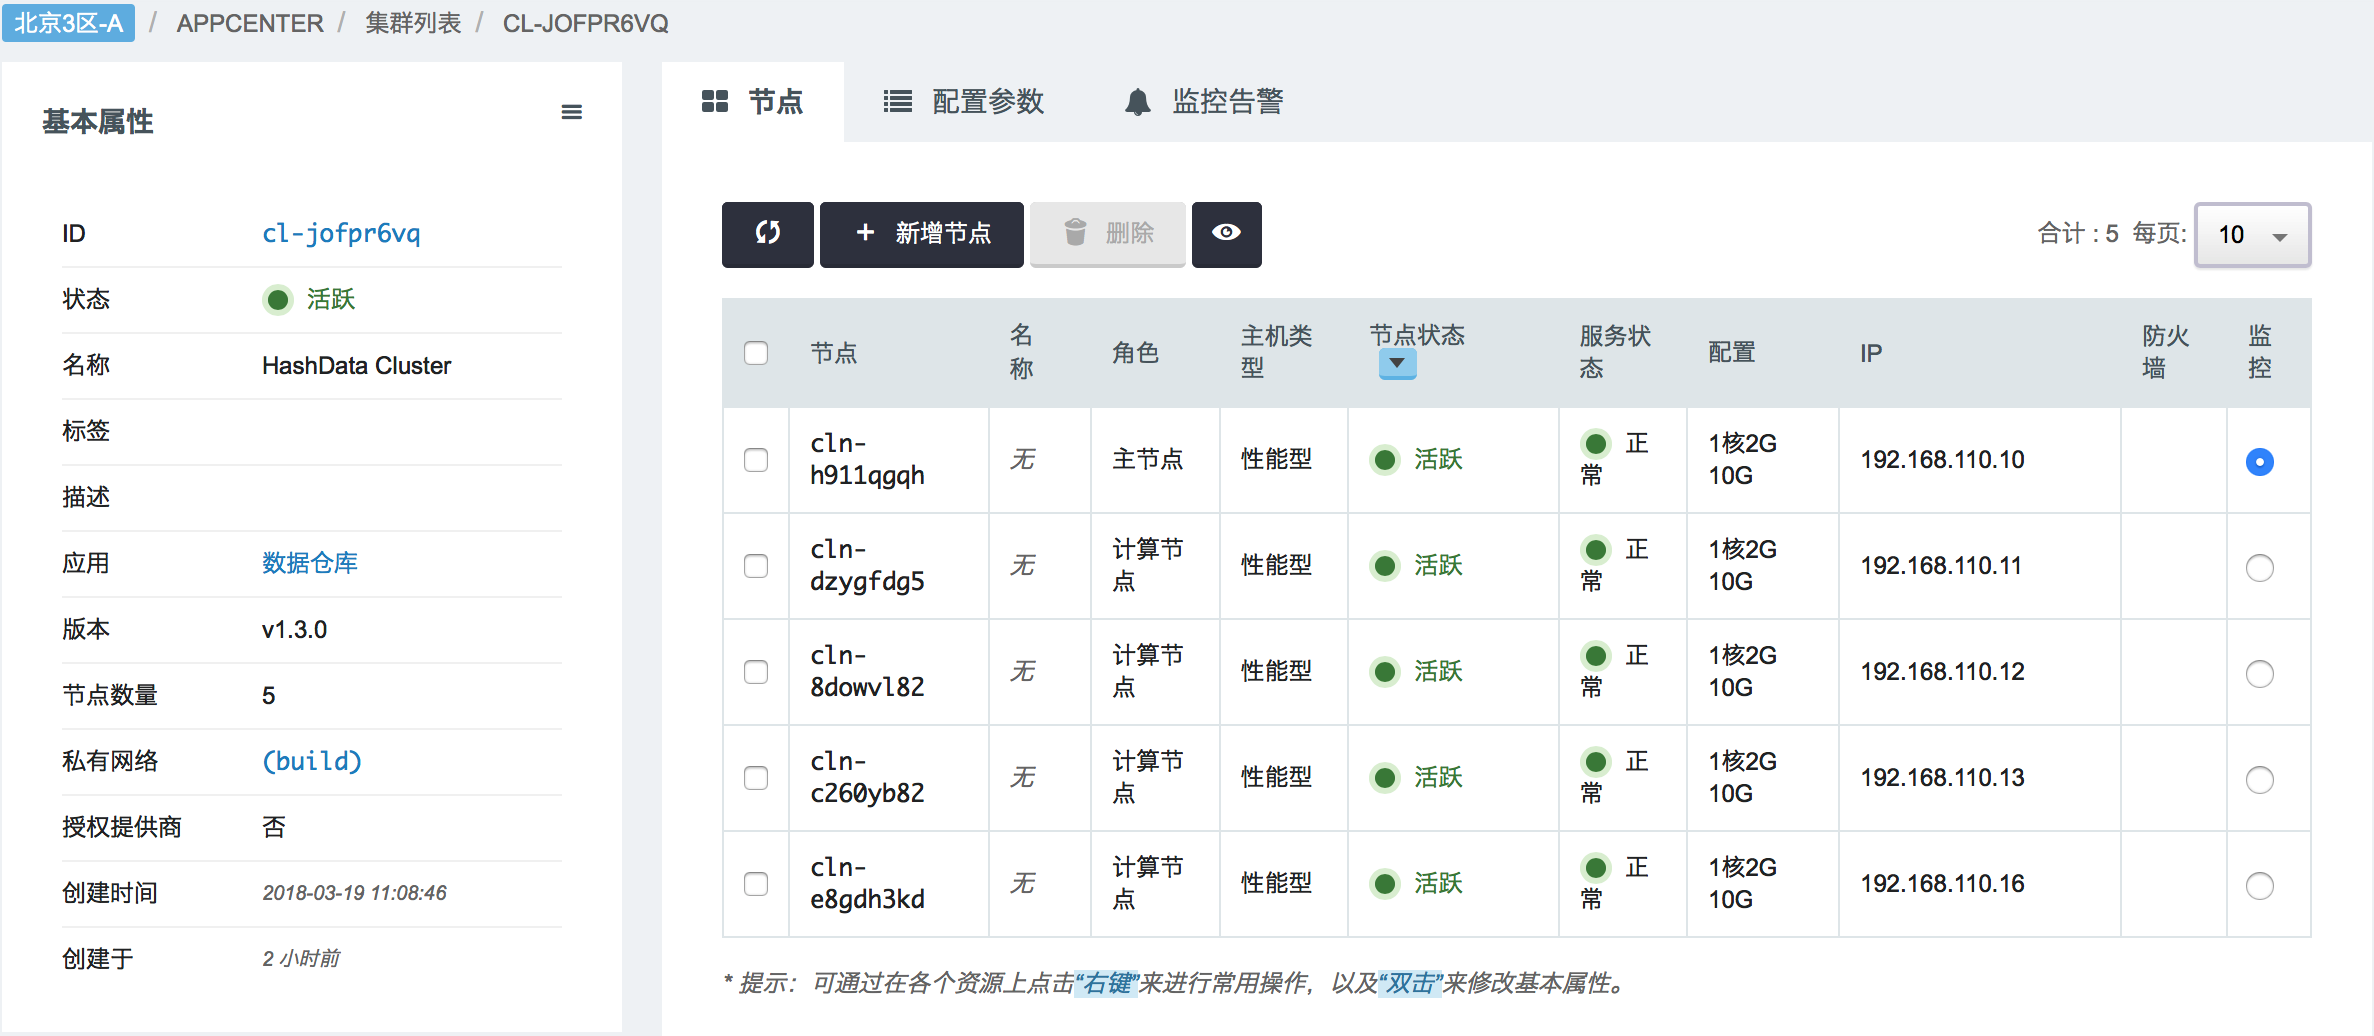 北京3区-A / APPCENTER / 集群列表 / CL-JOFPR6VQ
基本属性
ID cl-jofpr6vq
状态 活跃
名称 HashData Cluster
标签
描述
应用 数据仓库
版本 v1.3.0
节点数量 5
私有网络 (build)
授权提供商 否
创建时间 2018-03-19 11:08:46
创建于 2 小时前
节点 配置参数 监控告警
+ 新增节点 删除 合计 : 5 每页: 10
节点 名称 角色 主机类型 节点状态 服务状态 配置 IP 防火墙 监控
cln-h911qgqh 无 主节点 性能型 活跃 正常 1核2G 10G 192.168.110.10
cln-dzygfdg5 无 计算节点 性能型 活跃 正常 1核2G 10G 192.168.110.11
cln-8dowvl82 无 计算节点 性能型 活跃 正常 1核2G 10G 192.168.110.12
cln-c260yb82 无 计算节点 性能型 活跃 正常 1核2G 10G 192.168.110.13
cln-e8gdh3kd 无 计算节点 性能型 活跃 正常 1核2G 10G 192.168.110.16
* 提示：可通过在各个资源上点击“右键”来进行常用操作，以及“双击”来修改基本属性。